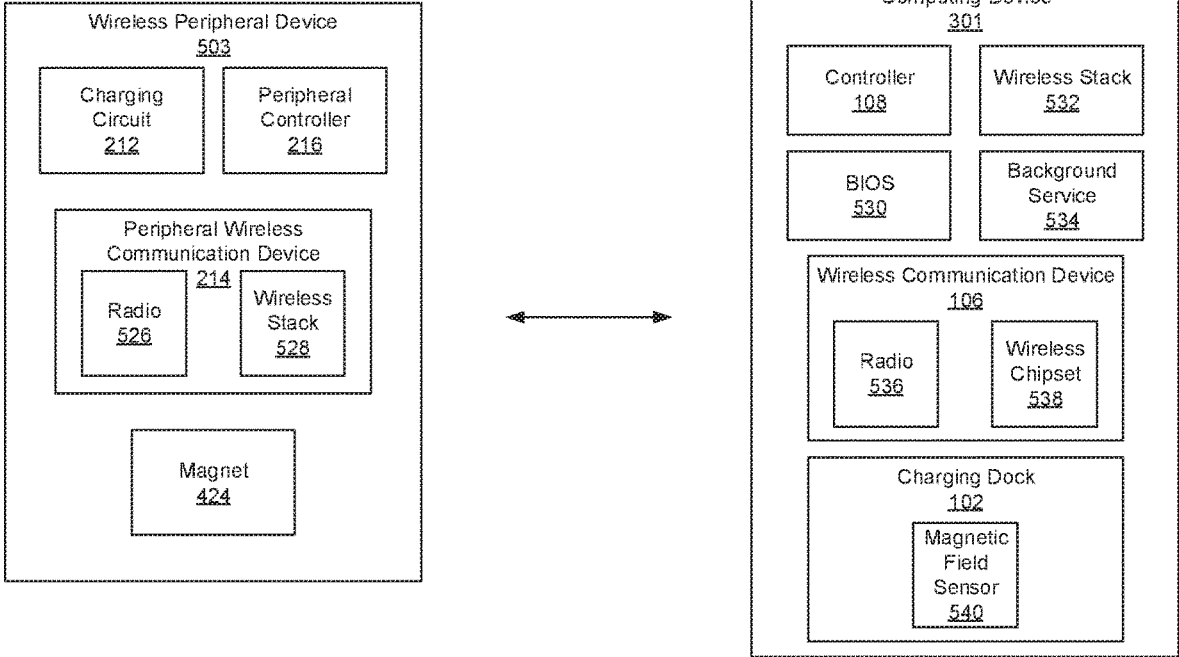 Wireless Peripheral Device
503
Charging
Circuit
212
Peripheral
Controller
216
Peripheral Wireless
Communication Device
214
Radio
526
Wireless
Stack
528
Magnet
424
Computing Device
301
Controller
108
Wireless Stack
532
BIOS
530
Background
Service
534
Wireless Communication Device
106
Radio
536
Wireless
Chipset
538
Charging Dock
102
Magnetic
Field
Sensor
540